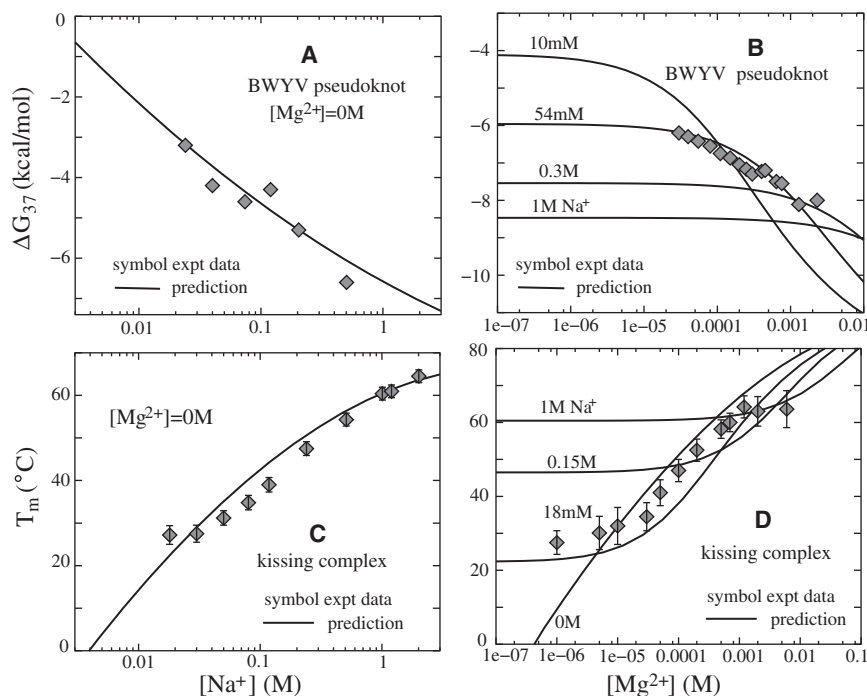 A
BWYV pseudoknot
[Mg²⁺]=0M
symbol expt data
prediction
ΔG₃₇ (kcal/mol)
0
−2
−4
−6
0.01
0.1
1
B
10mM
BWYV pseudoknot
54mM
0.3M
1M Na⁺
symbol expt data
prediction
−4
−6
−8
−10
1e-07
1e-06
1e-05
0.0001
0.001
0.01
[Mg²⁺]=0M
C
kissing complex
symbol expt data
prediction
Tₘ (°C)
60
40
20
0
0.01
0.1
1
[Na⁺] (M)
80
60
40
20
0
1M Na⁺
0.15M
18mM
D
kissing complex
symbol expt data
prediction
0M
1e-07
1e-06
1e-05
0.0001
0.001
0.01
0.1
[Mg²⁺] (M)